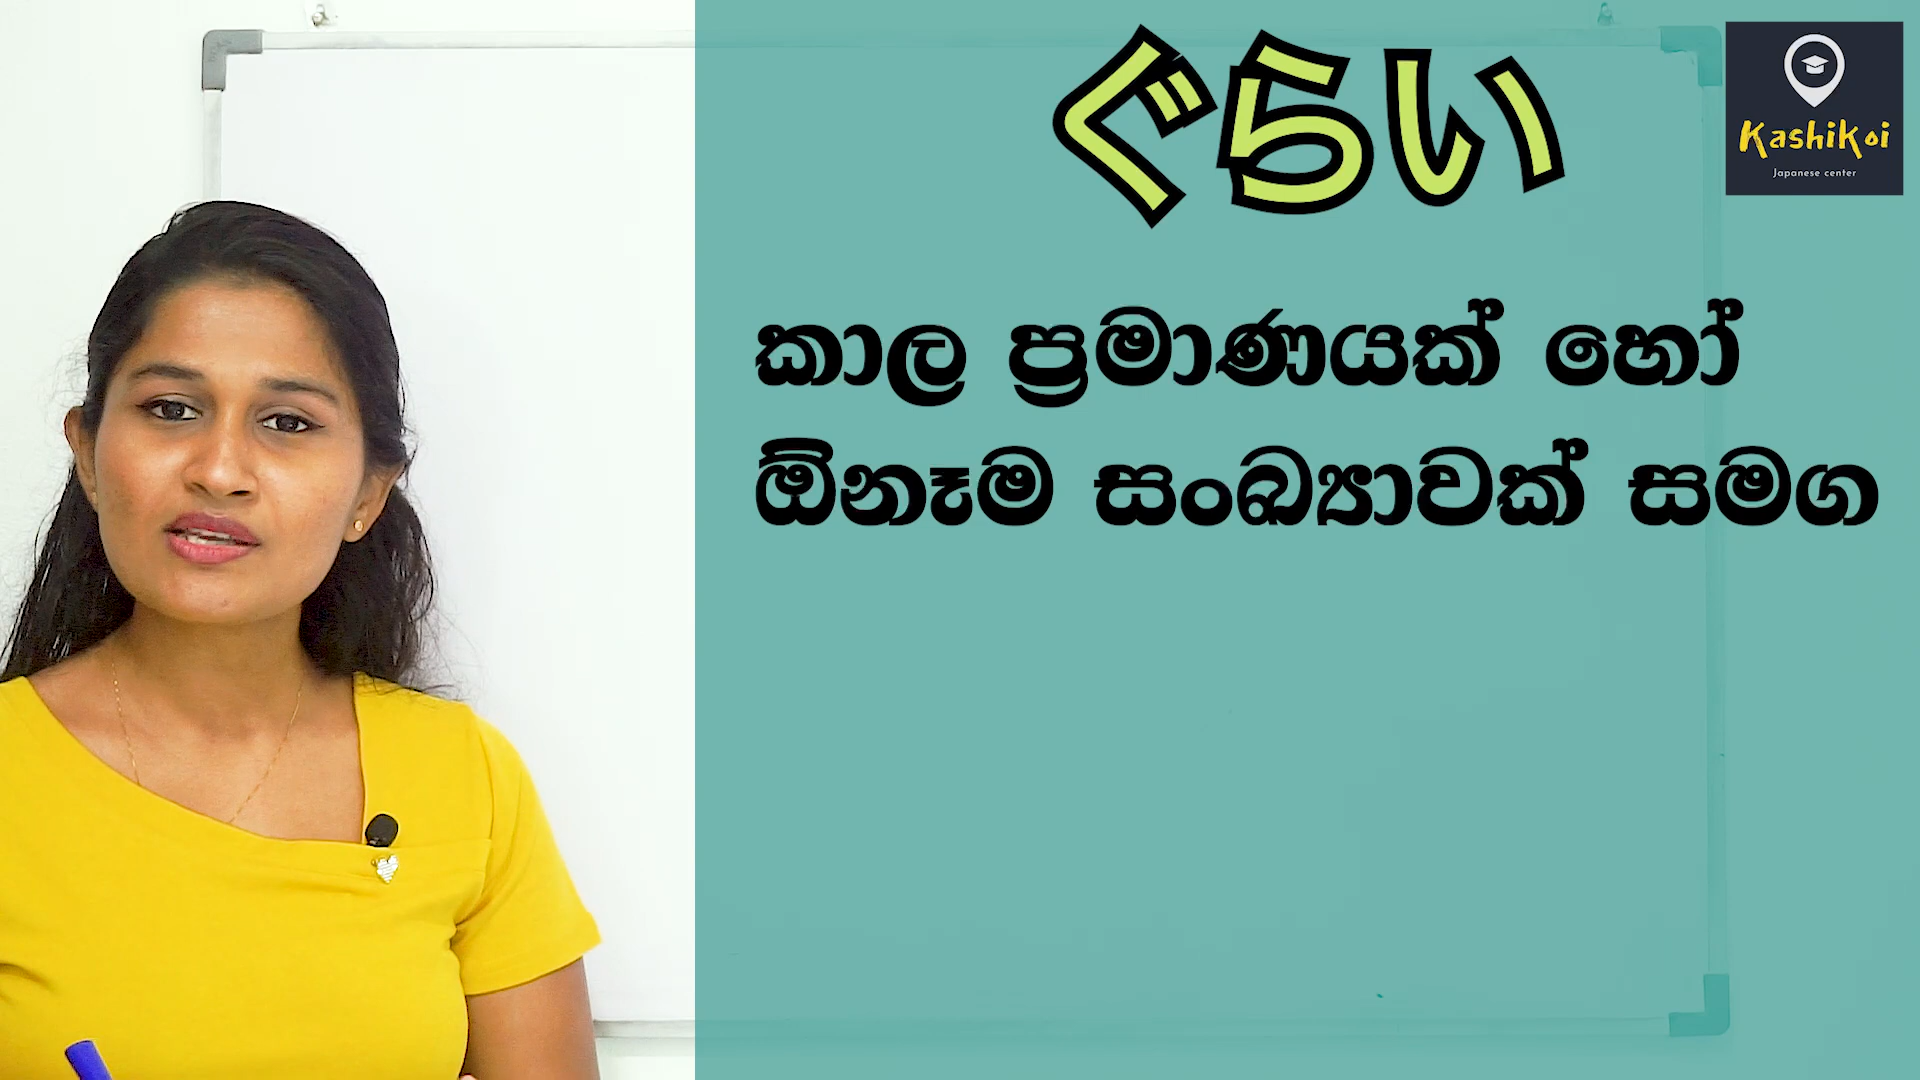 ぐらい
Kashikoi
Japanese center
කාල ප්‍රමාණයක් හෝ
ඕනෑම සංඛ්‍යාවක් සමග